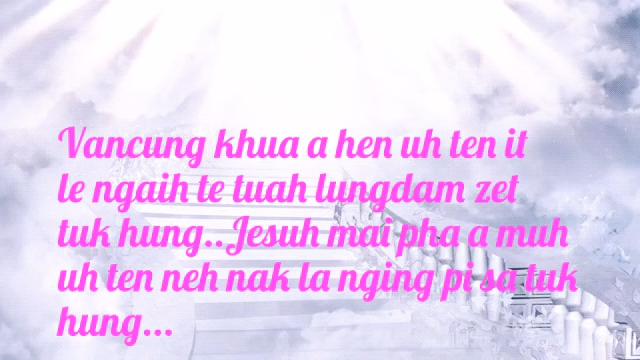 Vancung khua a hen uh ten it
le ngaih te tuah lungdam zet
tuk hung..Jesuh mai pha a muh
uh ten neh nak la nging pi sa tuk
hung...